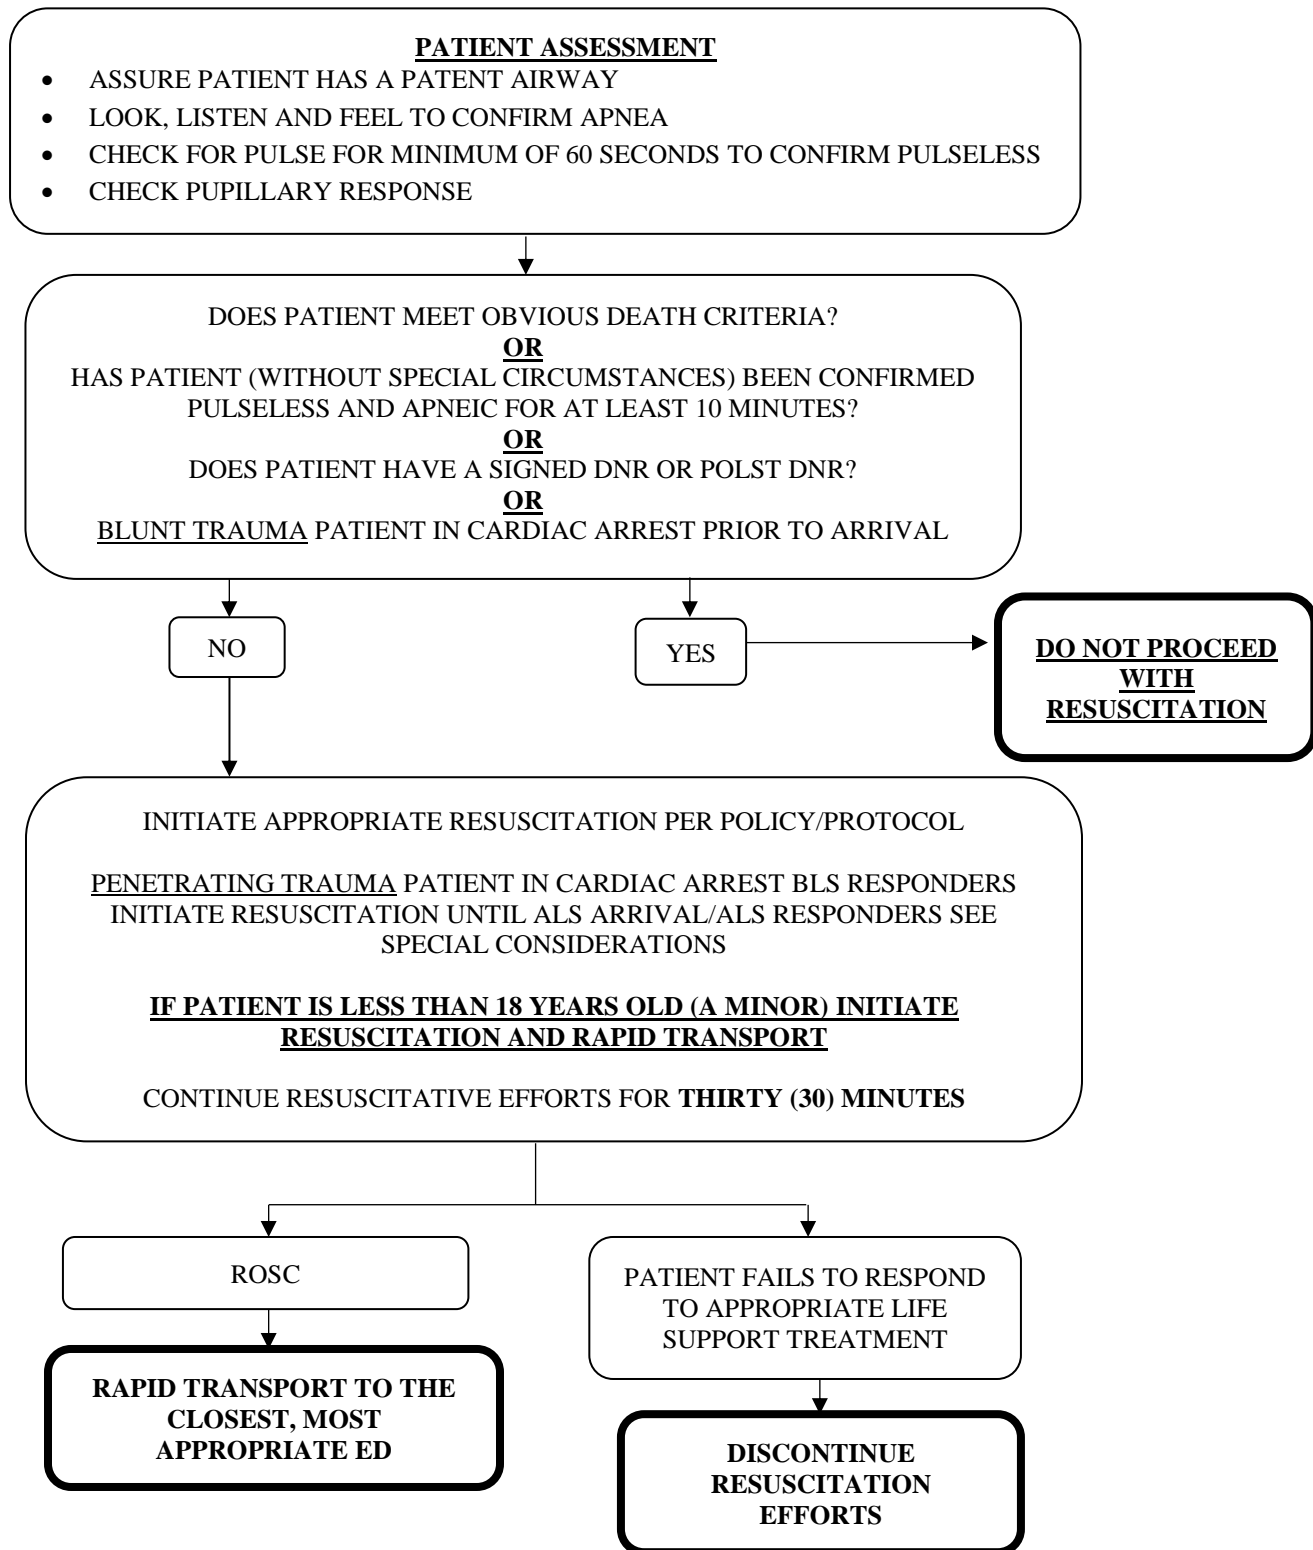 PATIENT ASSESSMENT
• ASSURE PATIENT HAS A PATENT AIRWAY
• LOOK, LISTEN AND FEEL TO CONFIRM APNEA
• CHECK FOR PULSE FOR MINIMUM OF 60 SECONDS TO CONFIRM PULSELESS
• CHECK PUPILLARY RESPONSE
DOES PATIENT MEET OBVIOUS DEATH CRITERIA?
OR
HAS PATIENT (WITHOUT SPECIAL CIRCUMSTANCES) BEEN CONFIRMED
PULSELESS AND APNEIC FOR AT LEAST 10 MINUTES?
OR
DOES PATIENT HAVE A SIGNED DNR OR POLST DNR?
OR
BLUNT TRAUMA PATIENT IN CARDIAC ARREST PRIOR TO ARRIVAL
NO
YES
DO NOT PROCEED
WITH
RESUSCITATION
INITIATE APPROPRIATE RESUSCITATION PER POLICY/PROTOCOL
PENETRATING TRAUMA PATIENT IN CARDIAC ARREST BLS RESPONDERS
INITIATE RESUSCITATION UNTIL ALS ARRIVAL/ALS RESPONDERS SEE
SPECIAL CONSIDERATIONS
IF PATIENT IS LESS THAN 18 YEARS OLD (A MINOR) INITIATE
RESUSCITATION AND RAPID TRANSPORT
CONTINUE RESUSCITATIVE EFFORTS FOR THIRTY (30) MINUTES
ROSC
RAPID TRANSPORT TO THE
CLOSEST, MOST
APPROPRIATE ED
PATIENT FAILS TO RESPOND
TO APPROPRIATE LIFE
SUPPORT TREATMENT
DISCONTINUE
RESUSCITATION
EFFORTS